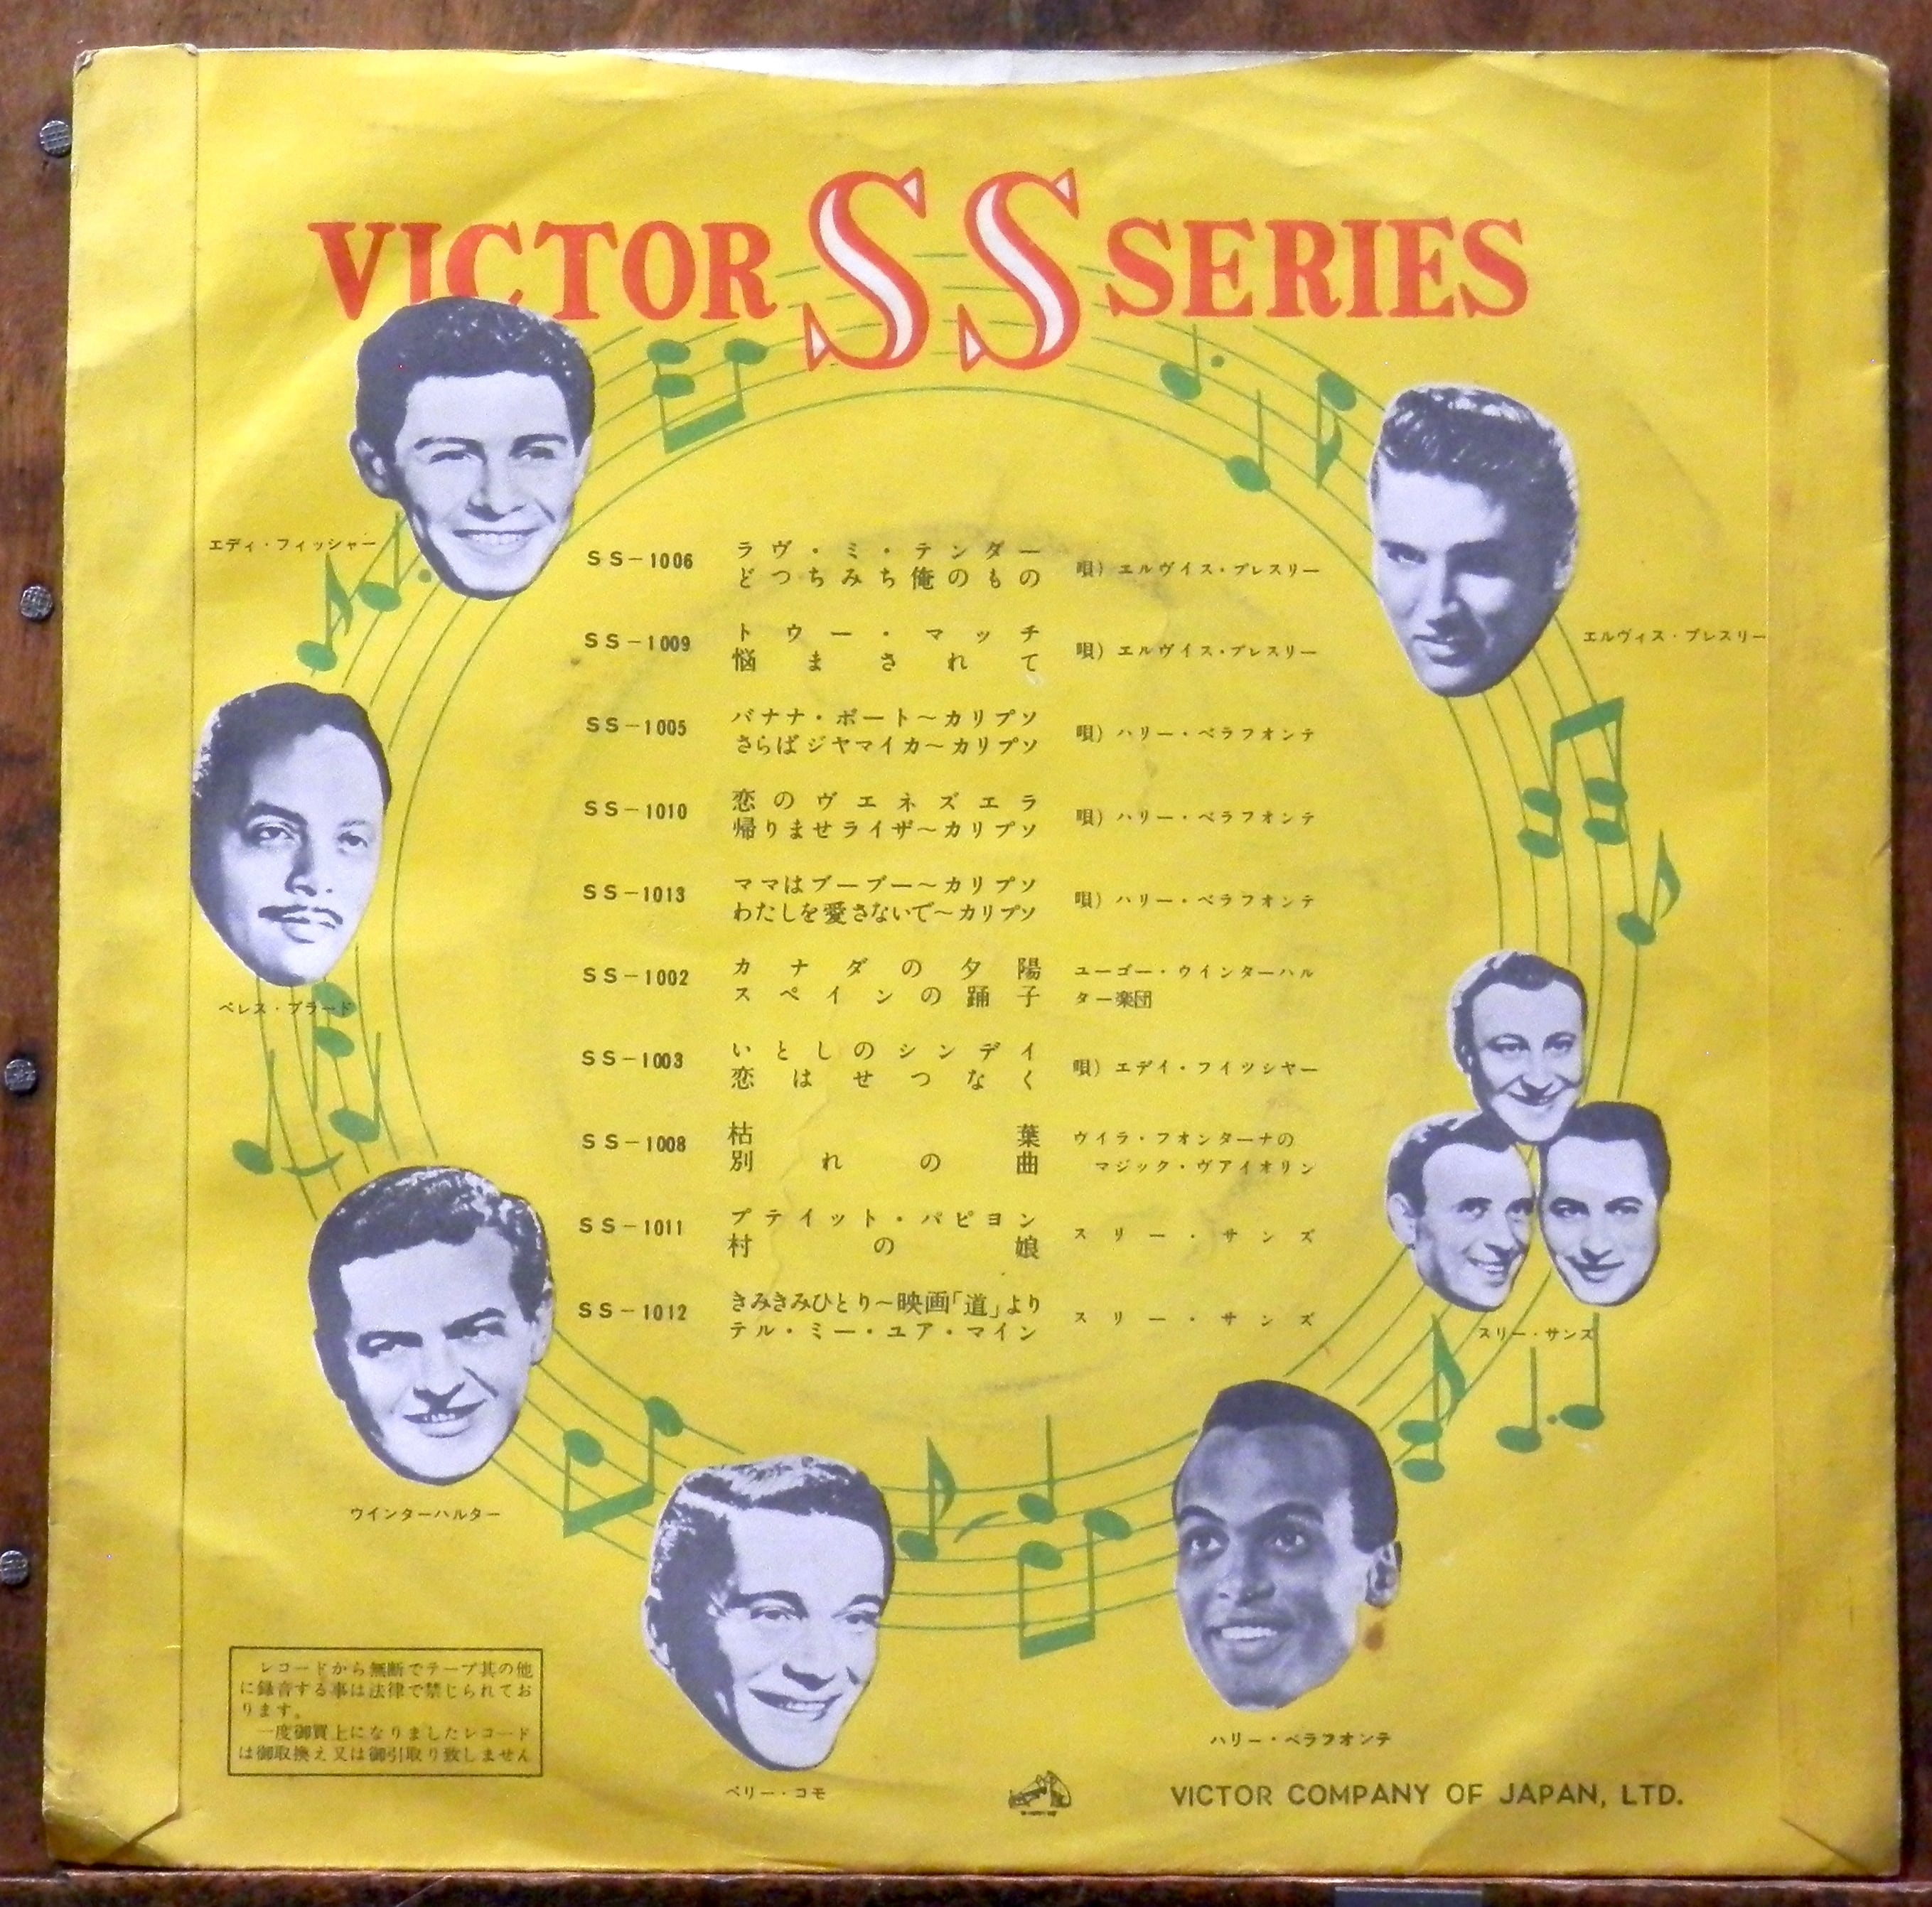 VICTOR SS SERIES
エディ・フィッシャー
エルヴィス・プレスリー
ペレス・プラード
ウインターハルター
ペリー・コモ
ハリー・ベラフオンテ
スリー・サンズ
SS-1006 ラヴ・ミ・テンダー
どつちみち俺のもの
唄) エルヴイス・プレスリー
SS-1009 トウー・マッチ
悩まされて
唄) エルヴイス・プレスリー
SS-1005 バナナ・ボート~カリプソ
さらばジヤマイカ~カリプソ
唄) ハリー・ベラフオンテ
SS-1010 恋のヴエネズエラ
帰りませライザ~カリプソ
唄) ハリー・ベラフオンテ
SS-1013 ママはブーブー~カリプソ
わたしを愛さないで~カリプソ
唄) ハリー・ベラフオンテ
SS-1002 カナダの夕陽
スペインの踊子
ユーゴー・ウインターハル
ター楽団
SS-1003 いとしのシンデイ
恋はせつなく
唄) エデイ・フイツシヤー
SS-1008 枯葉
別れの曲
ウイラ・フオンターナの
マジック・ヴアイオリン
SS-1011 プテイット・パピヨン
村の娘
スリー・サンズ
SS-1012 きみきみひとり~映画「道」より
テル・ミー・ユア・マイン
スリー・サンズ
レコードから無断でテープ其の他
に録音する事は法律で禁じられてお
ります。
一度御買上になりましたレコード
は御取換え又は御引取り致しません
VICTOR COMPANY OF JAPAN, LTD.